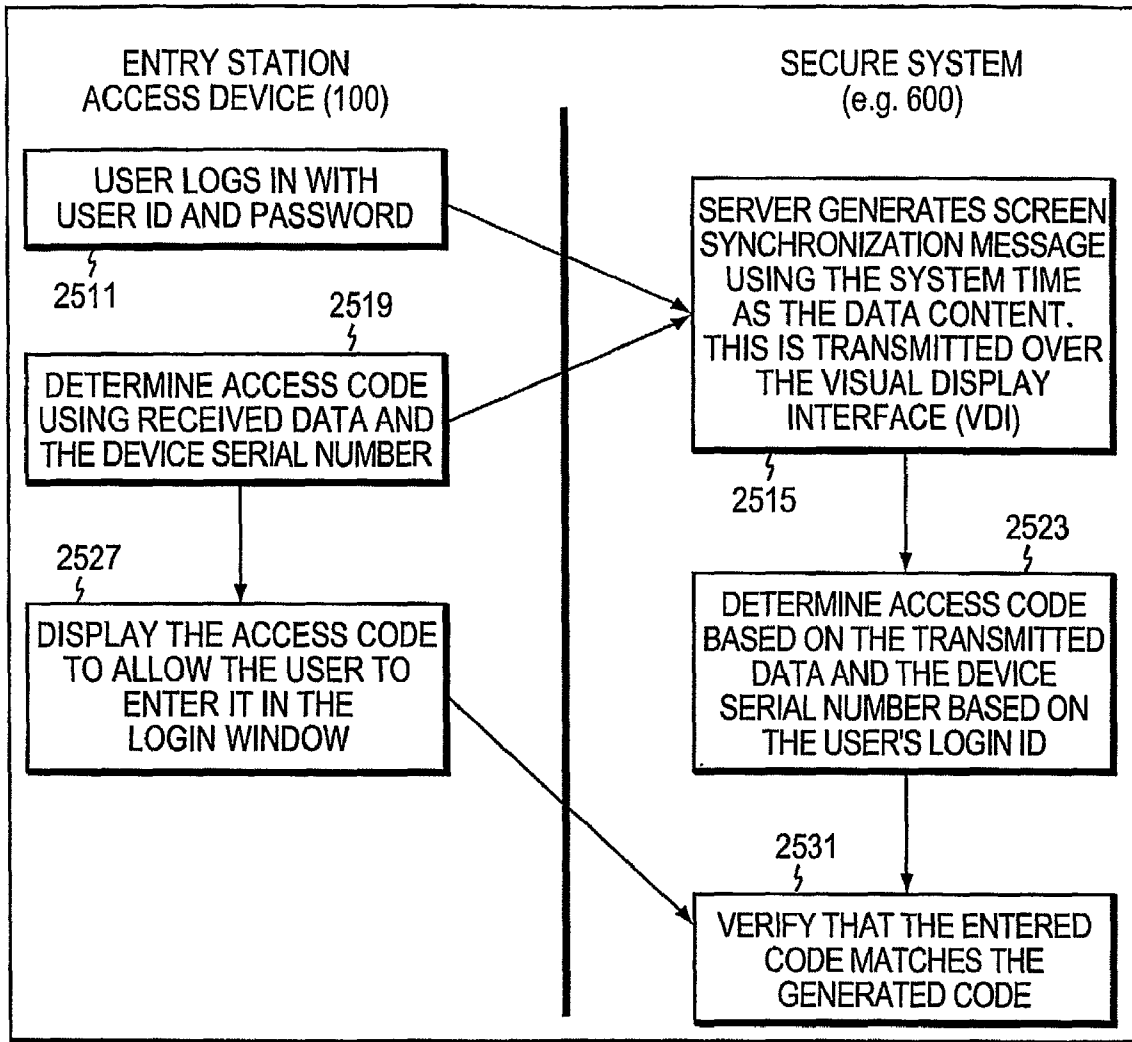 ENTRY STATION
ACCESS DEVICE (100)
SECURE SYSTEM
(e.g. 600)
USER LOGS IN WITH
USER ID AND PASSWORD
2511
2519
DETERMINE ACCESS CODE
USING RECEIVED DATA AND
THE DEVICE SERIAL NUMBER
2527
DISPLAY THE ACCESS CODE
TO ALLOW THE USER TO
ENTER IT IN THE
LOGIN WINDOW
SERVER GENERATES SCREEN
SYNCHRONIZATION MESSAGE
USING THE SYSTEM TIME
AS THE DATA CONTENT.
THIS IS TRANSMITTED OVER
THE VISUAL DISPLAY
INTERFACE (VDI)
2515
2523
DETERMINE ACCESS CODE
BASED ON THE TRANSMITTED
DATA AND THE DEVICE
SERIAL NUMBER BASED ON
THE USER'S LOGIN ID
2531
VERIFY THAT THE ENTERED
CODE MATCHES THE
GENERATED CODE